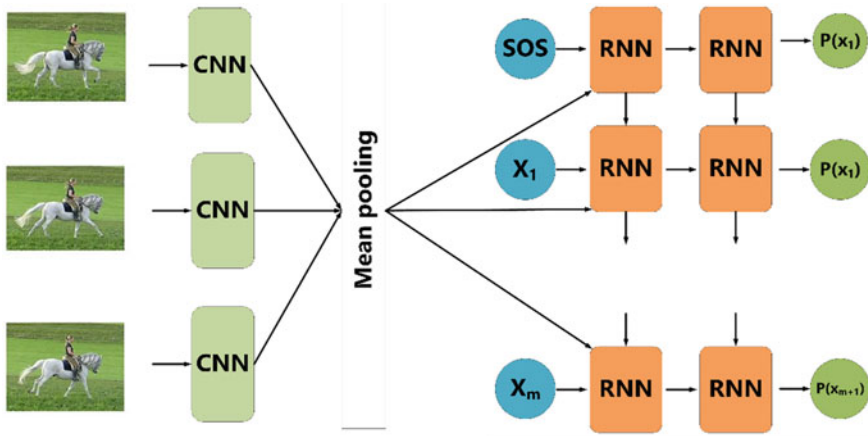 CNN
CNN
CNN
Mean pooling
SOS
RNN
RNN
P(x₁)
X₁
RNN
RNN
P(x₁)
Xₘ
RNN
RNN
P(xₘ₊₁)